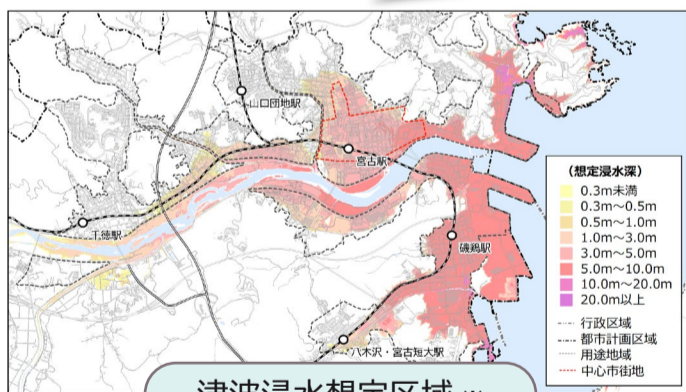 山口団地駅
宮古駅
千徳駅
磯鶏駅
八木沢・宮古短大駅
（想定浸水深）
0.3m未満
0.3m～0.5m
0.5m～1.0m
1.0m～3.0m
3.0m～5.0m
5.0m～10.0m
10.0m～20.0m
20.0m以上
行政区域
都市計画区域
用途地域
中心市街地
津波浸水想定区域 ※